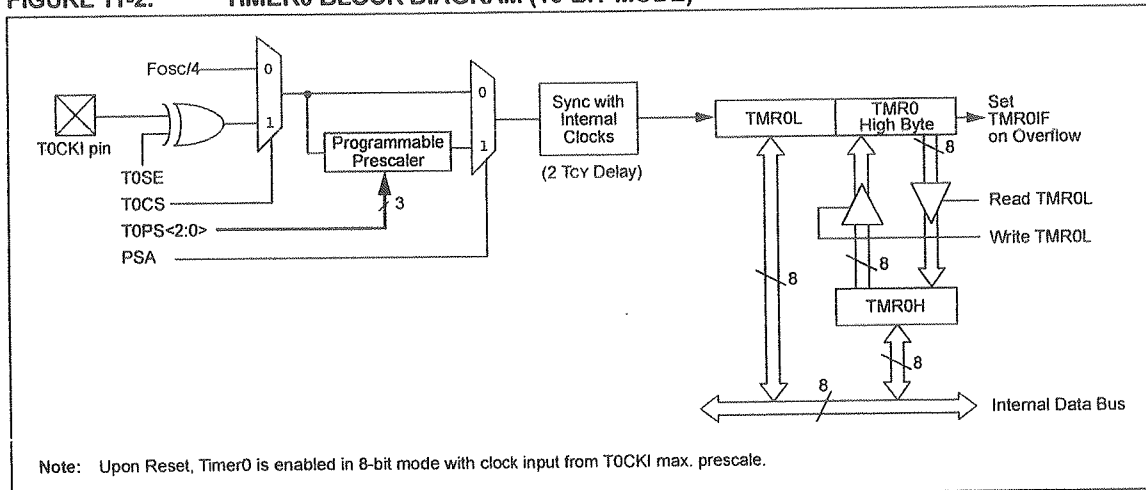 FIGURE 11-2: TIMER0 BLOCK DIAGRAM (16-BIT MODE)
Fosc/4
0
1
T0CKI pin
T0SE
T0CS
T0PS<2:0>
PSA
Programmable
Prescaler
3
0
1
Sync with
Internal
Clocks
(2 TCY Delay)
TMR0L
TMR0
High Byte
Set
TMR0IF
on Overflow
8
Read TMR0L
Write TMR0L
8
8
TMR0H
8
8
Internal Data Bus
Note: Upon Reset, Timer0 is enabled in 8-bit mode with clock input from T0CKI max. prescale.